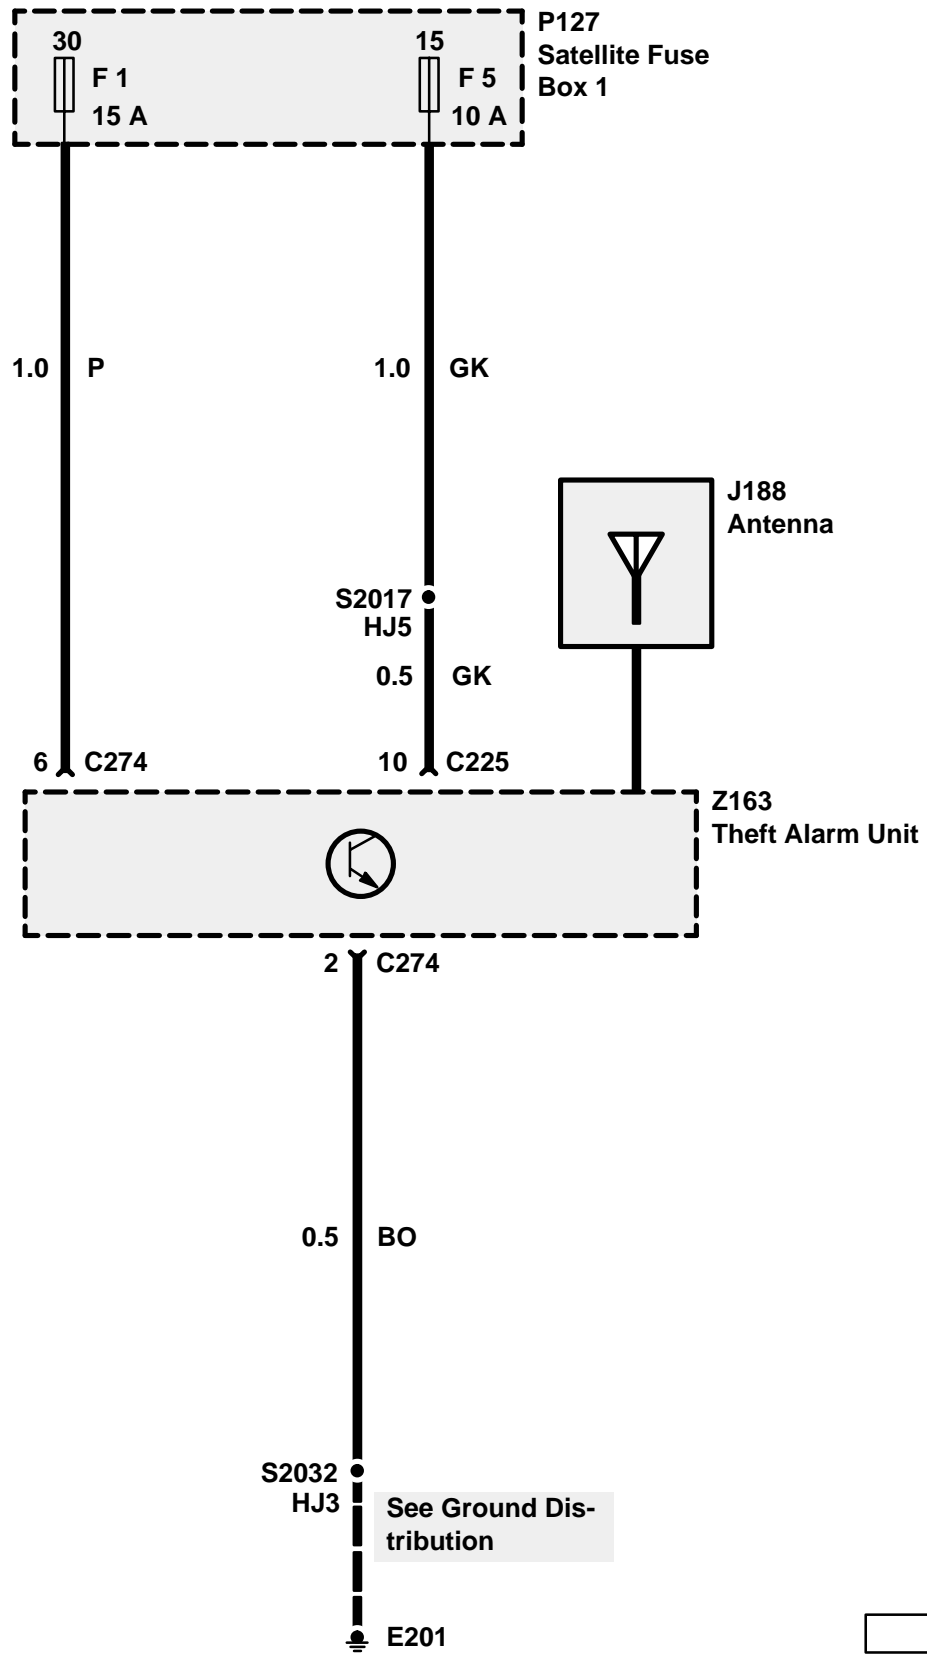 P127
Satellite Fuse
Box 1
30
F 1
15 A
15
F 5
10 A
1.0 P
1.0 GK
J188
Antenna
S2017
HJ5
0.5 GK
6 C274
10 C225
Z163
Theft Alarm Unit
2 C274
0.5 BO
S2032
HJ3
See Ground Dis-
tribution
E201